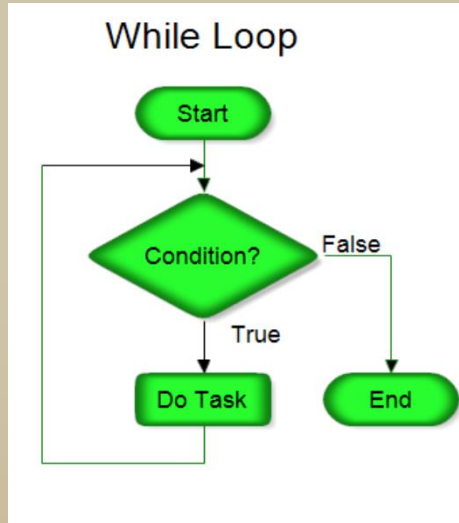 While Loop
Start
Condition?
False
True
Do Task
End